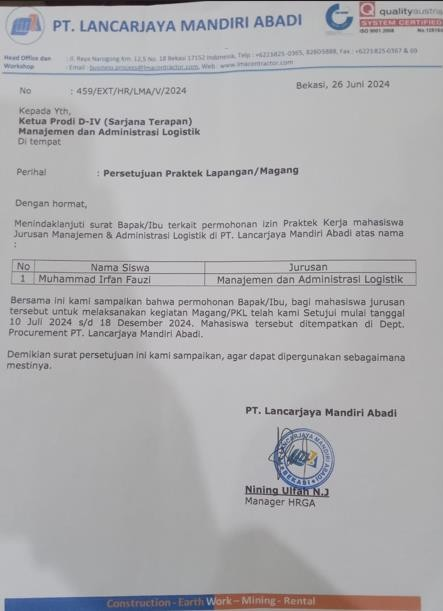 PT. LANCARJAYA MANDIRI ABADI
qualityaustria
SYSTEM CERTIFIED
ISO 9001:2008
Head Office dan : Jl. Raya Narogong Km. 12,5 No. 18 Bekasi 17152 Indonesia, Telp : +6221825-0365, 82605888, Fax : +6221825-0367 & 69
Workshop : Email : business.process@lmacontractor.com, Web : www.lmacontractor.com
No : 459/EXT/HR/LMA/V/2024
Bekasi, 26 Juni 2024
Kepada Yth,
Ketua Prodi D-IV (Sarjana Terapan)
Manajemen dan Administrasi Logistik
Di tempat
Perihal : Persetujuan Praktek Lapangan/Magang
Dengan hormat,
Menindaklanjuti surat Bapak/Ibu terkait permohonan izin Praktek Kerja mahasiswa
Jurusan Manajemen & Administrasi Logistik di PT. Lancarjaya Mandiri Abadi atas nama
:
No Nama Siswa Jurusan
1 Muhammad Irfan Fauzi Manajemen dan Administrasi Logistik
Bersama ini kami sampaikan bahwa permohonan Bapak/Ibu, bagi mahasiswa jurusan
tersebut untuk melaksanakan kegiatan Magang/PKL telah kami Setujui mulai tanggal
10 Juli 2024 s/d 18 Desember 2024. Mahasiswa tersebut ditempatkan di Dept.
Procurement PT. Lancarjaya Mandiri Abadi.
Demikian surat persetujuan ini kami sampaikan, agar dapat dipergunakan sebagaimana
mestinya.
PT. Lancarjaya Mandiri Abadi
Nining Ulfah N.J
Manager HRGA
Construction - Earth Work – Mining - Rental